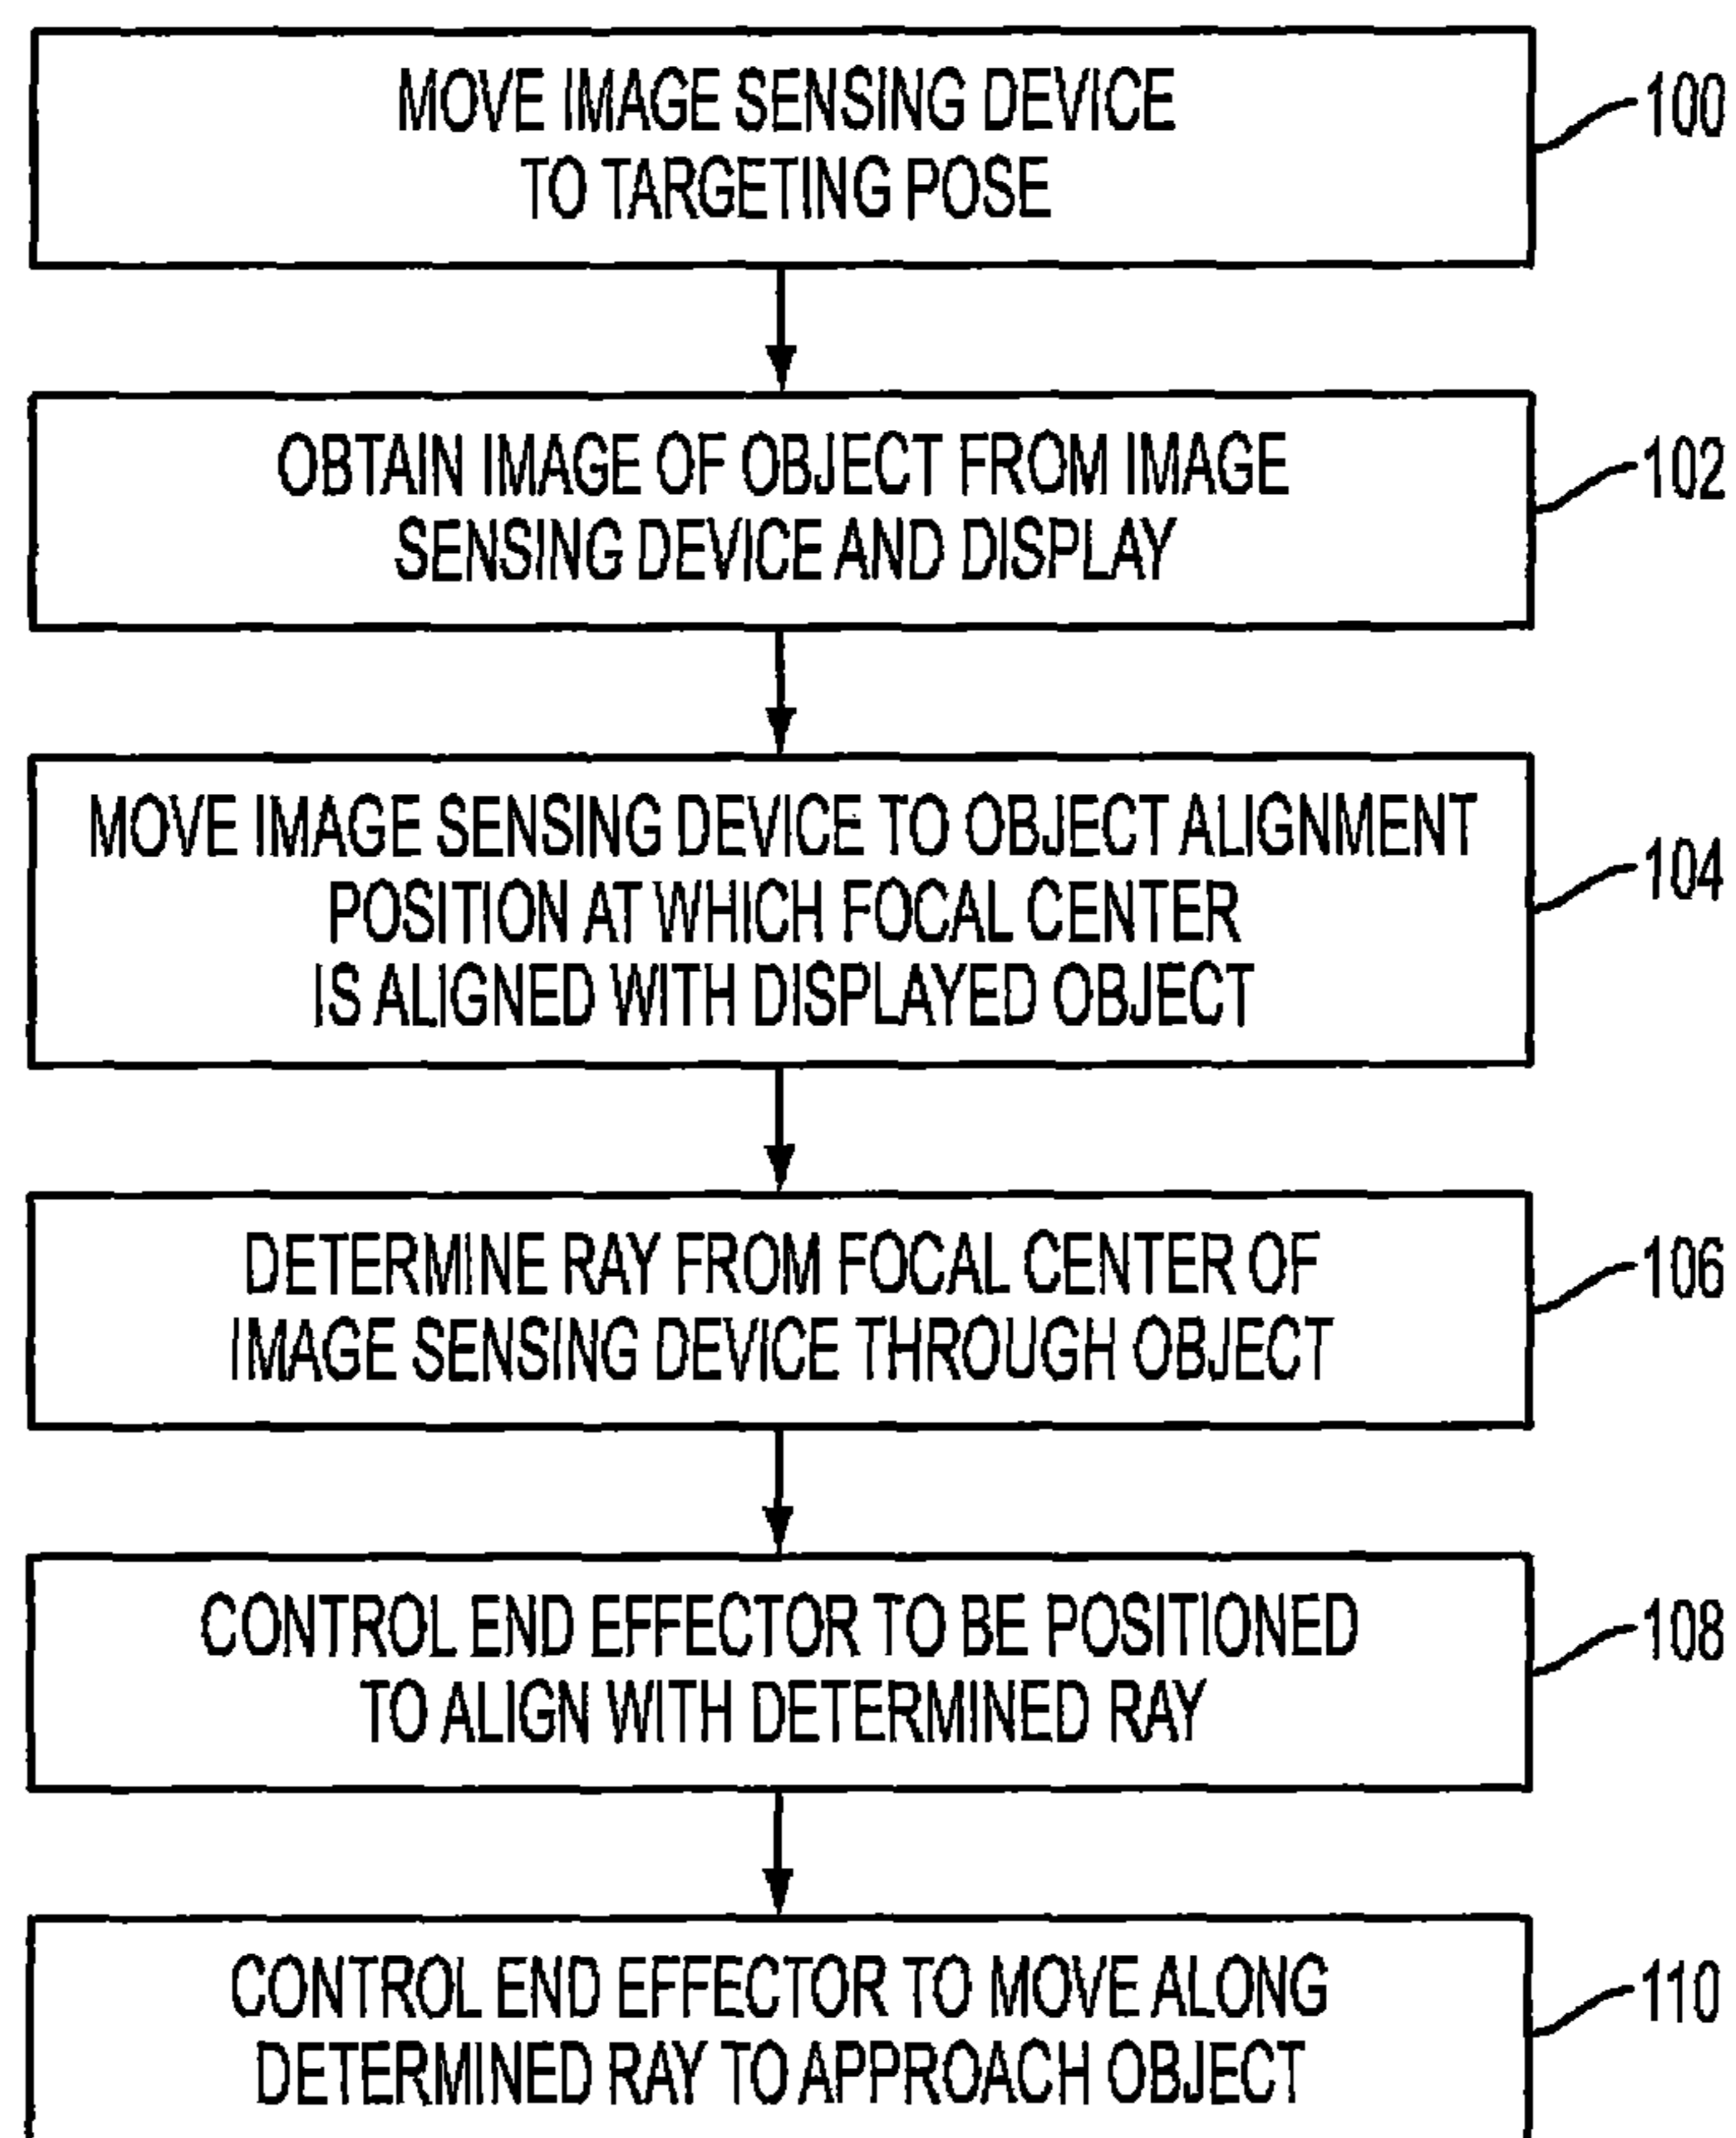 MOVE IMAGE SENSING DEVICE
TO TARGETING POSE
100
OBTAIN IMAGE OF OBJECT FROM IMAGE
SENSING DEVICE AND DISPLAY
102
MOVE IMAGE SENSING DEVICE TO OBJECT ALIGNMENT
POSITION AT WHICH FOCAL CENTER
IS ALIGNED WITH DISPLAYED OBJECT
104
DETERMINE RAY FROM FOCAL CENTER OF
IMAGE SENSING DEVICE THROUGH OBJECT
106
CONTROL END EFFECTOR TO BE POSITIONED
TO ALIGN WITH DETERMINED RAY
108
CONTROL END EFFECTOR TO MOVE ALONG
DETERMINED RAY TO APPROACH OBJECT
110